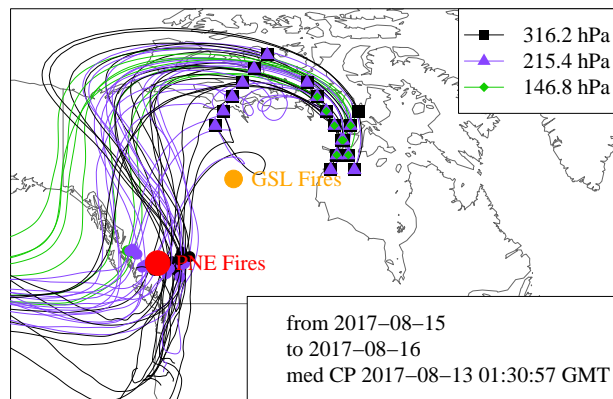 316.2 hPa
215.4 hPa
146.8 hPa
GSL Fires
PNE Fires
from 2017−08−15
to 2017−08−16
med CP 2017−08−13 01:30:57 GMT